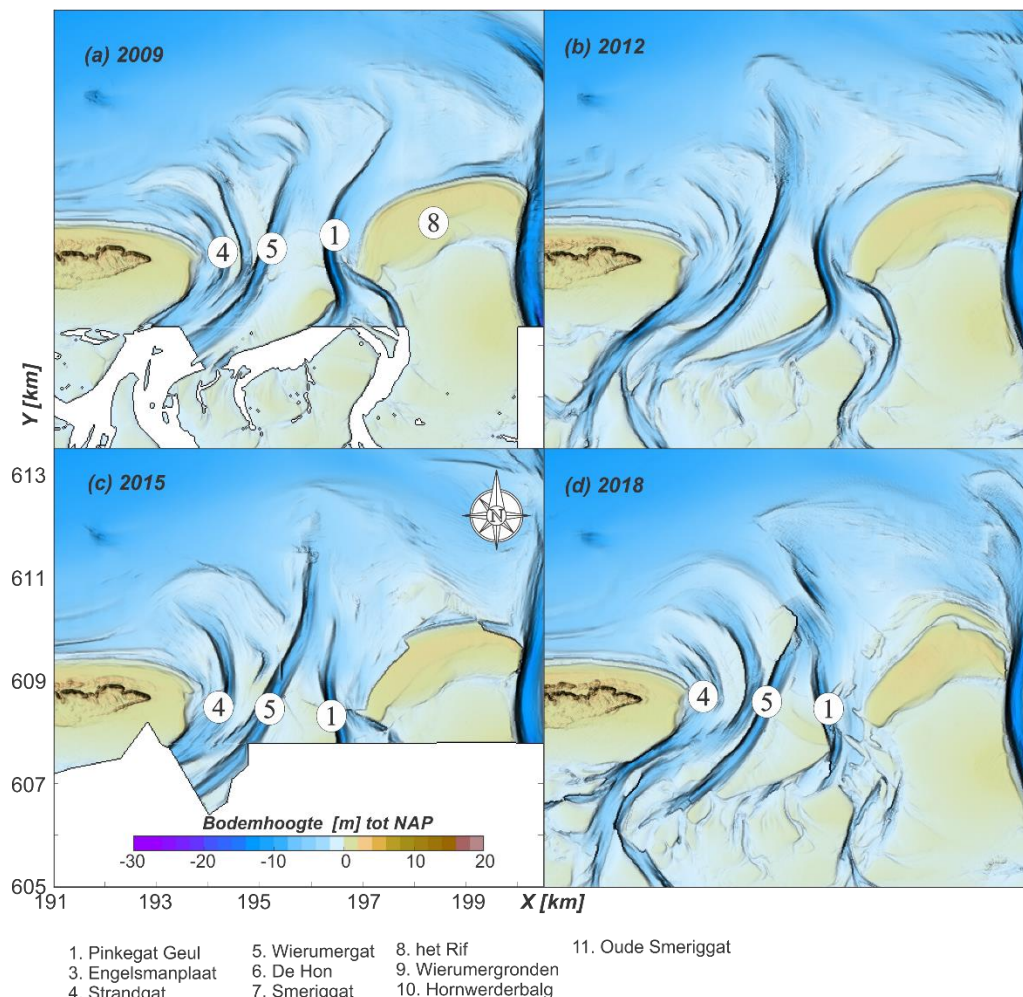 (a) 2009
(b) 2012
8
4
5
1
Y [km]
613
(c) 2015
(d) 2018
N
611
609
4
5
1
4
5
1
607
Bodemhoogte [m] tot NAP
-30 -20 -10 0 10 20
605
191 193 195 197 199 X [km]
1. Pinkegat Geul
3. Engelsmanplaat
4. Strandgat
5. Wierumergat
6. De Hon
7. Smeriggat
8. het Rif
9. Wierumergronden
10. Hornwerderbalg
11. Oude Smeriggat